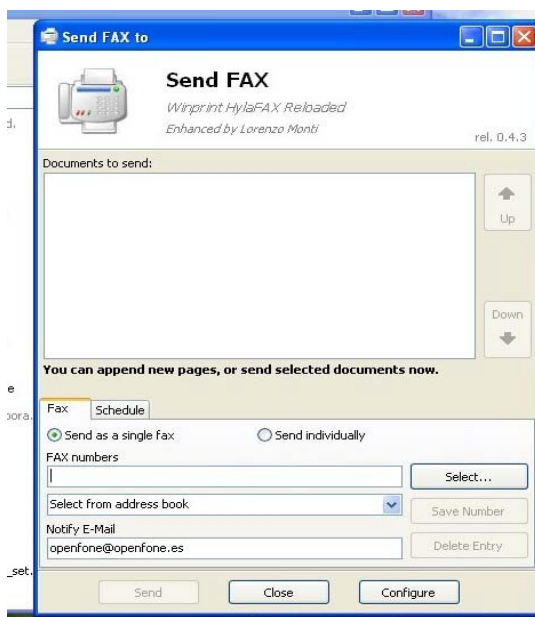 Send FAX to
Send FAX
Winprint HylaFAX Reloaded
Enhanced by Lorenzo Monti
rel. 0.4.3
d.
Documents to send:
Up
Down
You can append new pages, or send selected documents now.
e
pora.
Fax
Schedule
Send as a single fax
Send individually
FAX numbers
Select...
Select from address book
Save Number
Notify E-Mail
openfone@openfone.es
Delete Entry
_set.
Send
Close
Configure